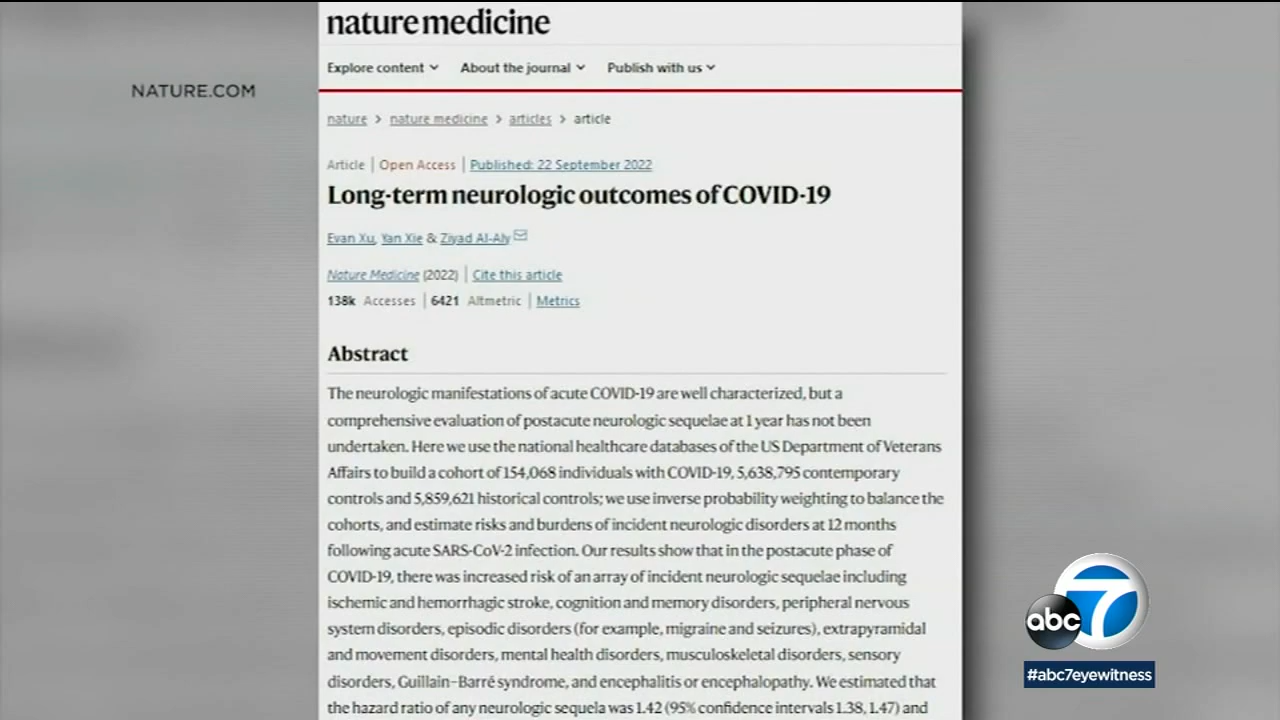 nature medicine
Explore content
About the journal
Publish with us
NATURE.COM
nature > nature medicine > articles > article
Article | Open Access | Published: 22 September 2022
Long-term neurologic outcomes of COVID-19
Evan Xu, Yan Xie & Ziyad Al-Aly
Nature Medicine (2022) | Cite this article
138k Accesses | 6421 Altmetric | Metrics
Abstract
The neurologic manifestations of acute COVID-19 are well characterized, but a
comprehensive evaluation of postacute neurologic sequelae at 1 year has not been
undertaken. Here we use the national healthcare databases of the US Department of Veterans
Affairs to build a cohort of 154,068 individuals with COVID-19, 5,638,795 contemporary
controls and 5,859,621 historical controls; we use inverse probability weighting to balance the
cohorts, and estimate risks and burdens of incident neurologic disorders at 12 months
following acute SARS-CoV-2 infection. Our results show that in the postacute phase of
COVID-19, there was increased risk of an array of incident neurologic sequelae including
ischemic and hemorrhagic stroke, cognition and memory disorders, peripheral nervous
system disorders, episodic disorders (for example, migraine and seizures), extrapyramidal
and movement disorders, mental health disorders, musculoskeletal disorders, sensory
disorders, Guillain–Barré syndrome, and encephalitis or encephalopathy. We estimated that
the hazard ratio of any neurologic sequela was 1.42 (95% confidence intervals 1.38, 1.47) and
abc 7
#abc7eyewitness